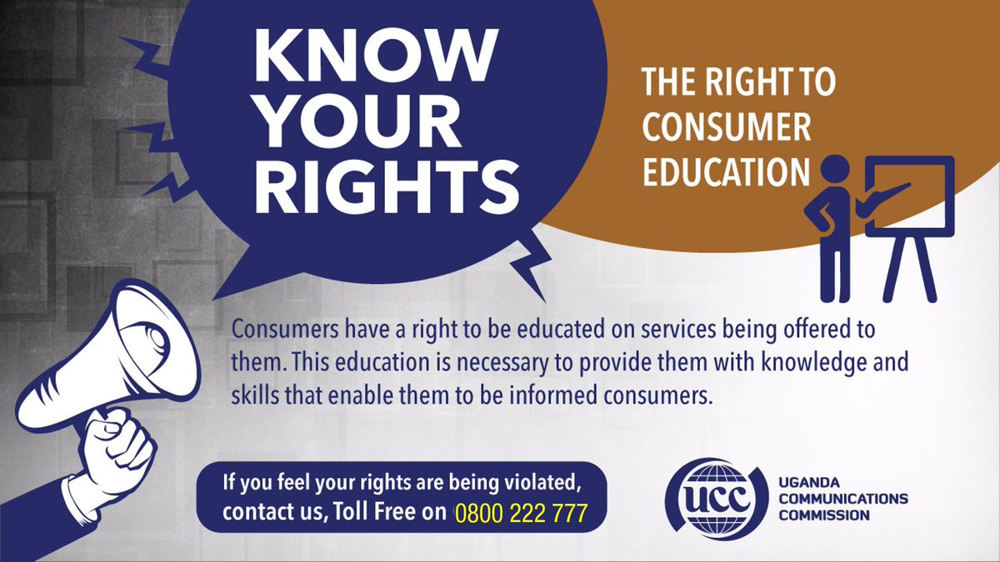 KNOW
YOUR
RIGHTS
THE RIGHT TO
CONSUMER
EDUCATION
Consumers have a right to be educated on services being offered to
them. This education is necessary to provide them with knowledge and
skills that enable them to be informed consumers.
If you feel your rights are being violated,
contact us, Toll Free on 0800 222 777
ucc
UGANDA
COMMUNICATIONS
COMMISSION